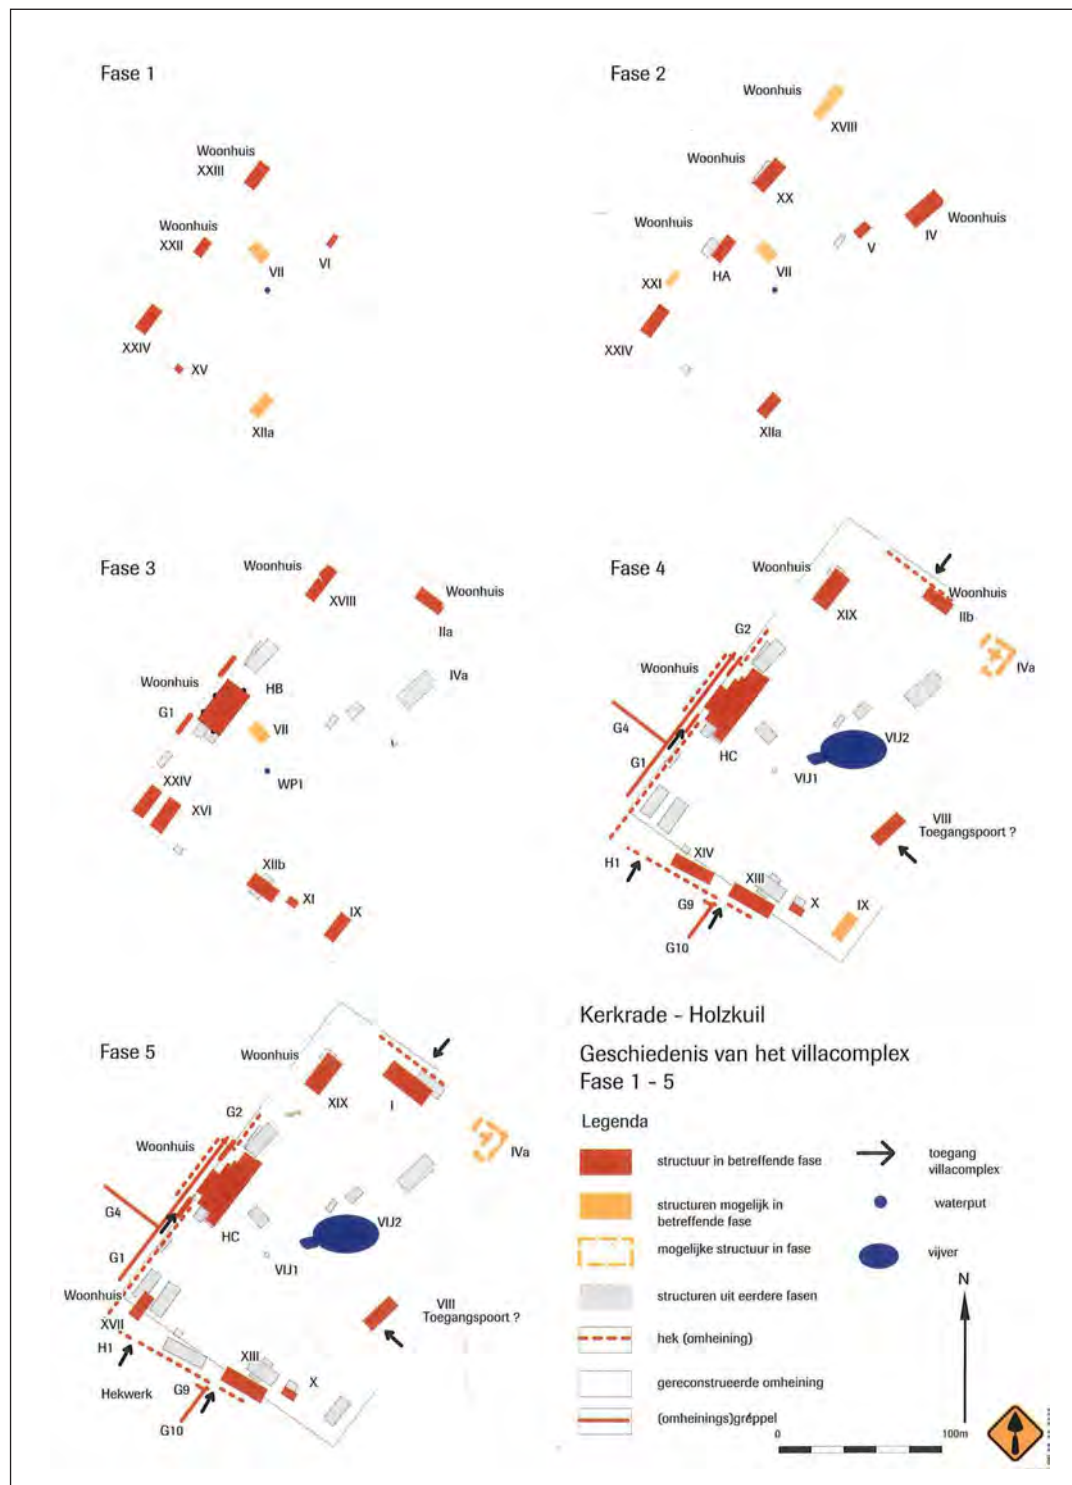 Fase 1
Woonhuis
XXIII
Woonhuis
XXII
VII
VI
XXIV
XV
XIIa
Fase 2
Woonhuis
XVIII
Woonhuis
XX
Woonhuis
IV
V
Woonhuis
HA
VII
XXI
XXIV
XIIa
Fase 3
Woonhuis
XVIII
Woonhuis
IIa
IVa
Woonhuis
HB
G1
VII
XXIV
XVI
WP1
XIIb
XI
IX
Fase 4
Woonhuis
XIX
Woonhuis
IIb
G2
Woonhuis
IVa
G4
G1
HC
VIJ2
VIJ1
VIII
Toegangspoort ?
H1
XIV
XIII
G9
X
IX
G10
Fase 5
Woonhuis
XIX
I
G2
Woonhuis
IVa
G4
G1
HC
VIJ2
VIJ1
Woonhuis
XVII
VIII
Toegangspoort ?
H1
Hekwerk
G9
XIII
X
G10
Kerkrade - Holzkuil
Geschiedenis van het villacomplex
Fase 1 - 5
Legenda
structuur in betreffende fase
structuren mogelijk in
betreffende fase
mogelijke structuur in fase
structuren uit eerdere fasen
hek (omheining)
gereconstrueerde omheining
(omheinings)gréppel
toegang
villacomplex
waterput
vijver
N
0
100m